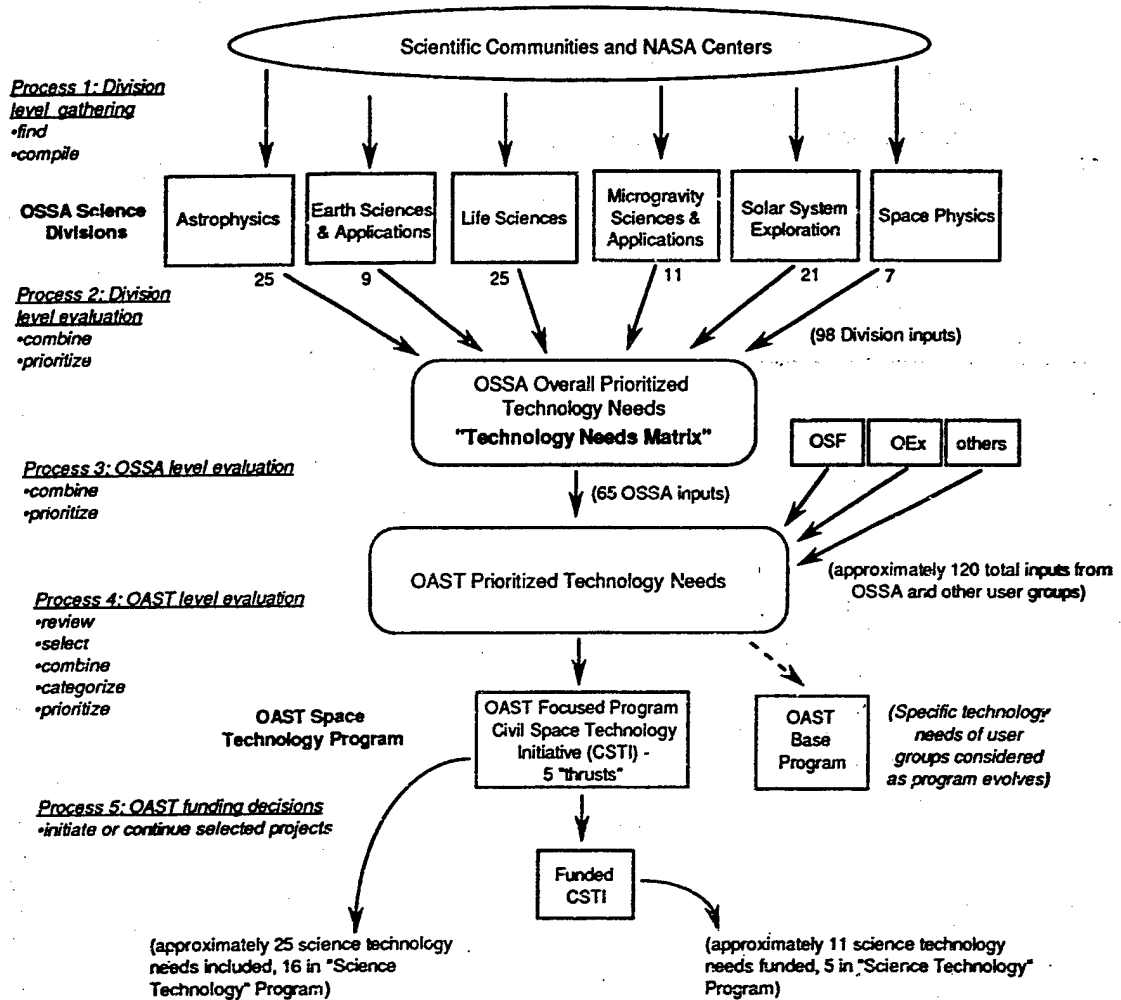 Scientific Communities and NASA Centers
Process 1: Division
level gathering
•find
•compile
OSSA Science
Divisions
Astrophysics
Earth Sciences
& Applications
Life Sciences
Microgravity
Sciences &
Applications
Solar System
Exploration
Space Physics
25
9
25
11
21
7
Process 2: Division
level evaluation
•combine
•prioritize
(98 Division inputs)
OSSA Overall Prioritized
Technology Needs
"Technology Needs Matrix"
OSF
OEx
others
Process 3: OSSA level evaluation
•combine
•prioritize
(65 OSSA inputs)
OAST Prioritized Technology Needs
(approximately 120 total inputs from
OSSA and other user groups)
Process 4: OAST level evaluation
•review
•select
•combine
•categorize
•prioritize
OAST Space
Technology Program
OAST Focused Program
Civil Space Technology
Initiative (CSTI) -
5 "thrusts"
OAST
Base
Program
(Specific technology
needs of user
groups considered
as program evolves)
Process 5: OAST funding decisions
•initiate or continue selected projects
Funded
CSTI
(approximately 25 science technology
needs included, 16 in "Science
Technology" Program)
(approximately 11 science technology
needs funded, 5 in "Science Technology"
Program)